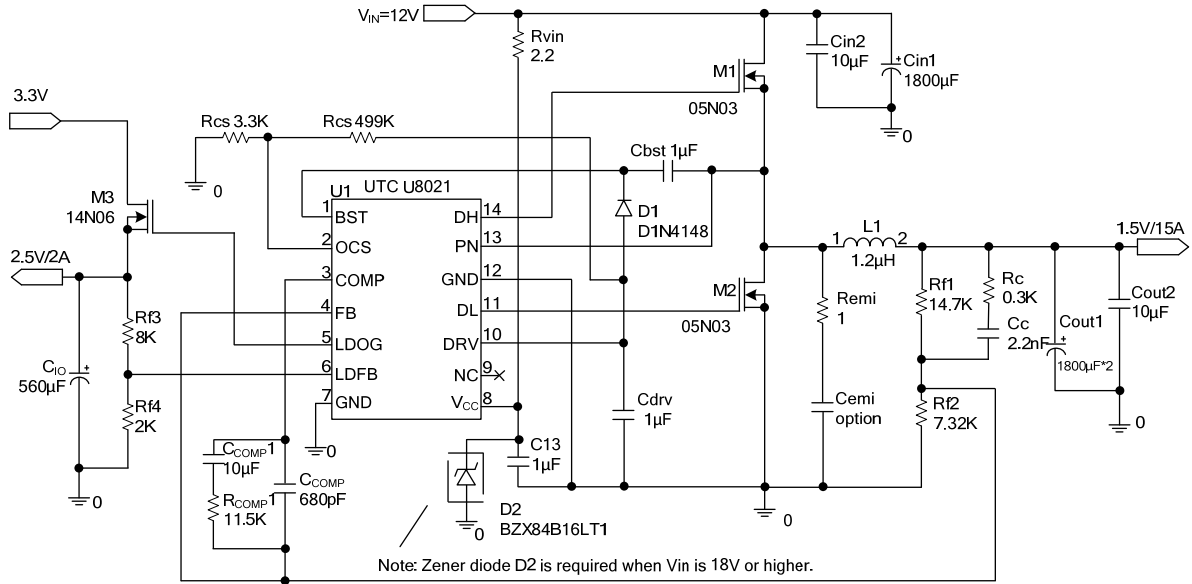 V_IN=12V
Rvin
2.2
Cin2
10µF
Cin1
1800µF
0
M1
05N03
3.3V
Rcs 3.3K
Rcs 499K
0
Cbst 1µF
U1
UTC U8021
M3
14N06
D1
D1N4148
1
BST
DH
14
2
OCS
PN
13
3
COMP
GND
12
4
FB
DL
11
5
LDOG
DRV
10
6
LDFB
NC
9
7
GND
V_CC
8
0
2.5V/2A
Rf3
8K
C_IO
560µF
Rf4
2K
0
M2
05N03
1
L1
2
1.2µH
1.5V/15A
Remi
1
Cemi
option
Rf1
14.7K
Rc
0.3K
Cc
2.2nF
Cout1
1800µF*2
Cout2
10µF
0
Rf2
7.32K
Cdrv
1µF
C13
1µF
C_COMP1
10µF
R_COMP1
11.5K
C_COMP
680pF
D2
BZX84B16LT1
0
0
Note: Zener diode D2 is required when Vin is 18V or higher.